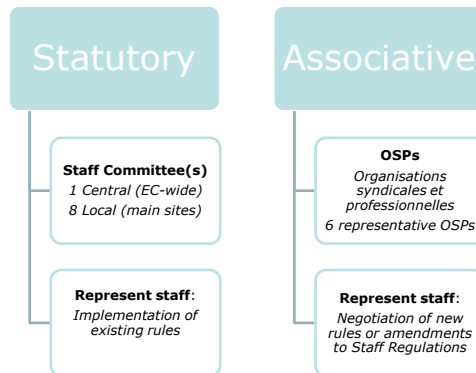 Statutory
Staff Committee(s)
1 Central (EC-wide)
8 Local (main sites)
Represent staff:
Implementation of
existing rules
Associative
OSPs
Organisations
syndicales et
professionnelles
6 representative OSPs
Represent staff:
Negotiation of new
rules or amendments
to Staff Regulations